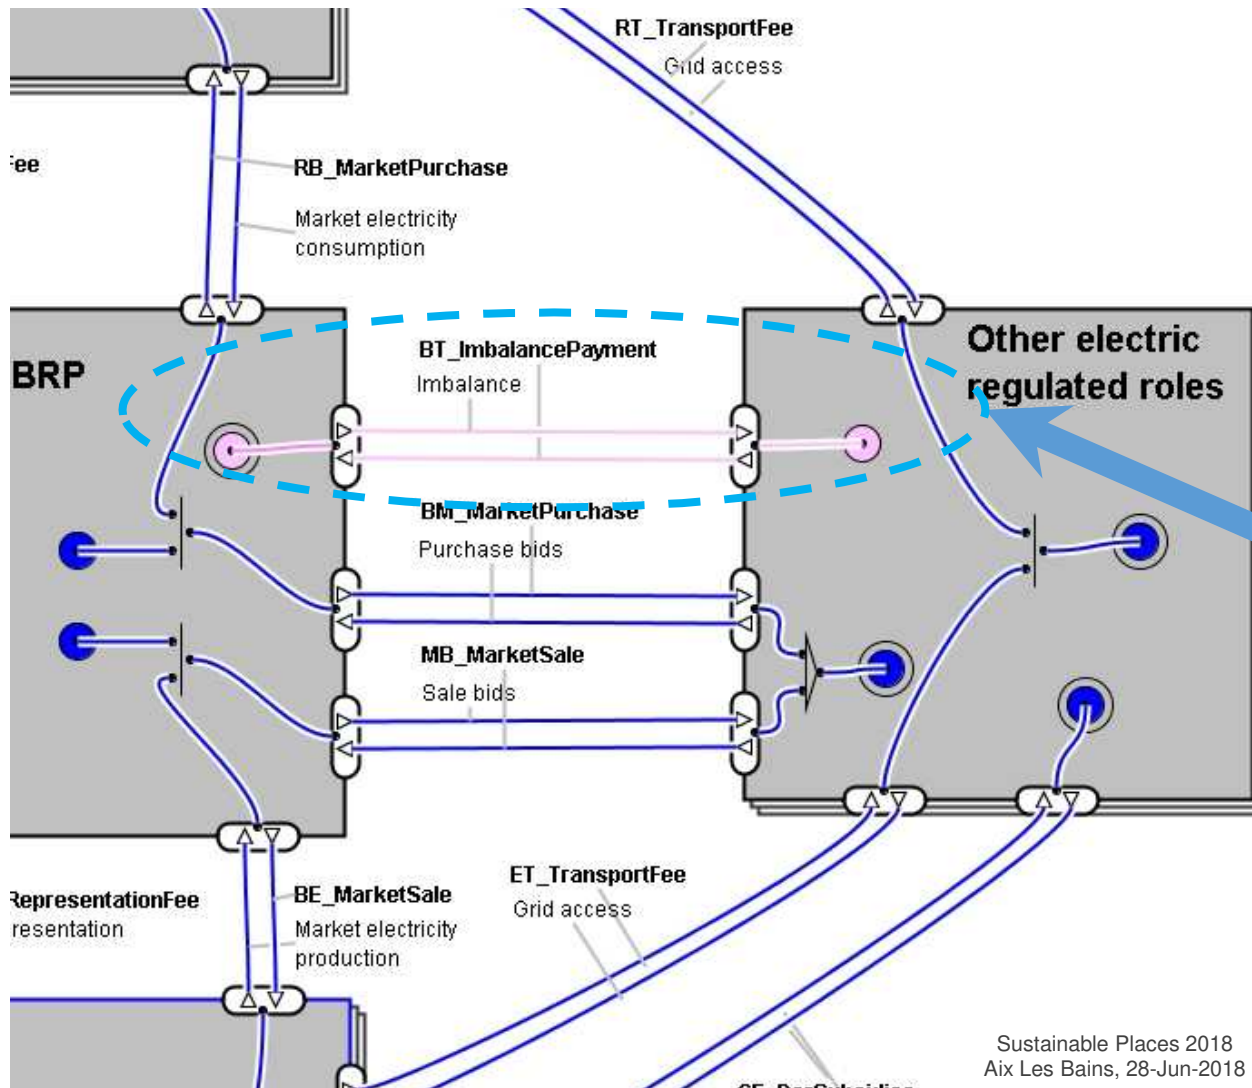 RT_TransportFee
Grid access
RB_MarketPurchase
Market electricity
consumption
BRP
BT_ImbalancePayment
Imbalance
Other electric
regulated roles
BM_MarketPurchase
Purchase bids
MB_MarketSale
Sale bids
RepresentationFee
resentation
BE_MarketSale
Market electricity
production
ET_TransportFee
Grid access
Sustainable Places 2018
Aix Les Bains, 28-Jun-2018